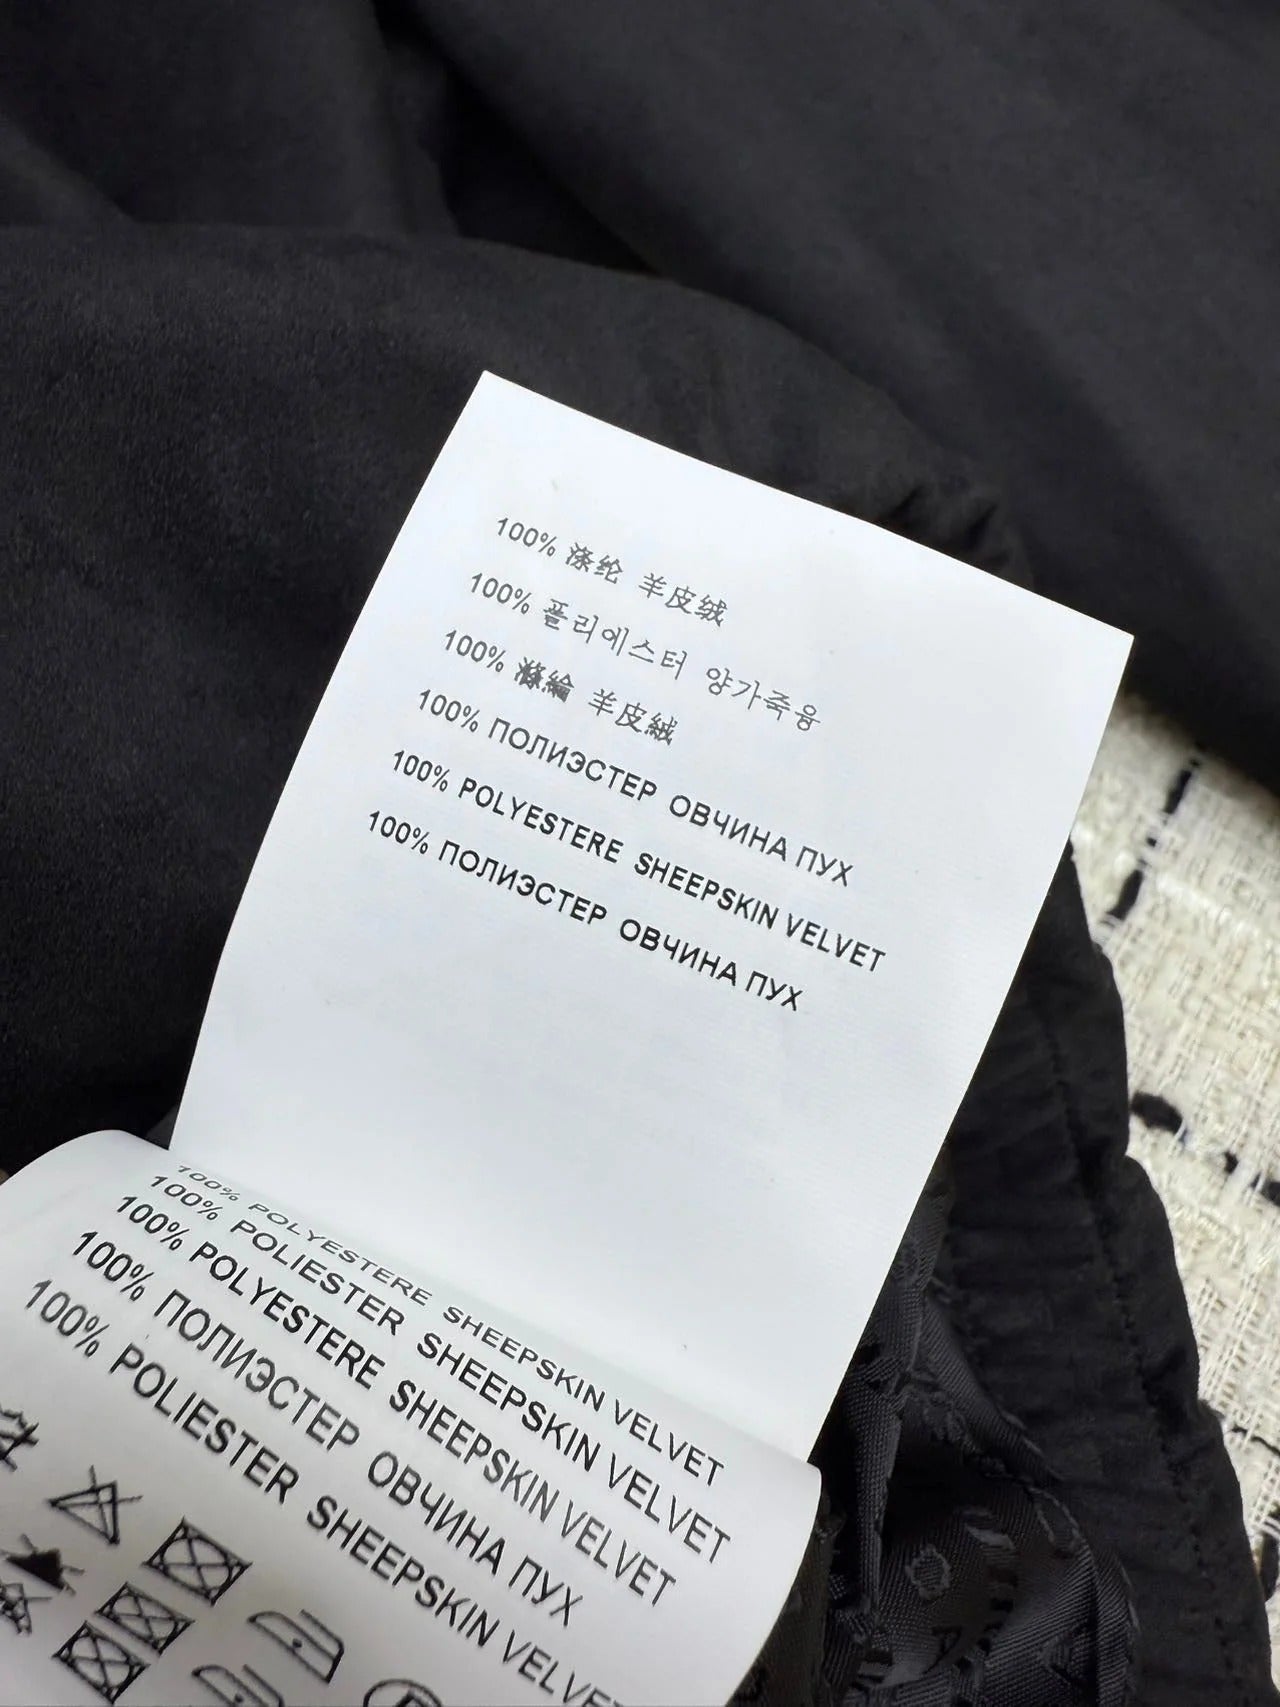 100% 涤纶 羊皮绒
100% 폴리에스터 양가죽융
100% 滌綸 羊皮絨
100% ПОЛИЭСТЕР ОВЧИНА ПУХ
100% POLYESTERE SHEEPSKIN VELVET
100% ПОЛИЭСТЕР ОВЧИНА ПУХ
100% POLYESTERE SHEEPSKIN VELVET
100% POLIESTER SHEEPSKIN VELVET
100% POLYESTERE SHEEPSKIN VELVET
100% ПОЛИЭСТЕР ОВЧИНА ПУХ
100% POLIESTER SHEEPSKIN VELVET